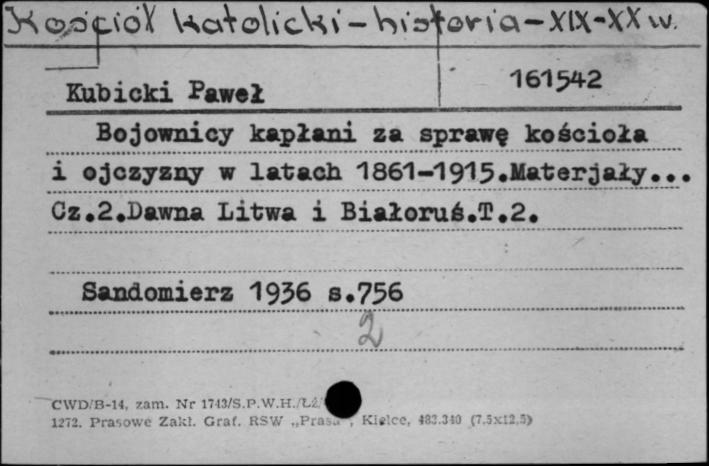 Kościół katolicki – historia – XIX-XX w.
161542
Kubicki Paweł
Bojownicy kapłani za sprawę kościoła
i ojczyzny w latach 1861-1915.Materjały...
Cz.2.Dawna Litwa i Białoruś.T.2.
Sandomierz 1936 s.756
2
CWD/B-14, zam. Nr 1743/S.P.W.H./Łź/
1272. Prasowe Zakł. Graf. RSW „Prasa", Kielce, 483.340 (7,5x12,5)